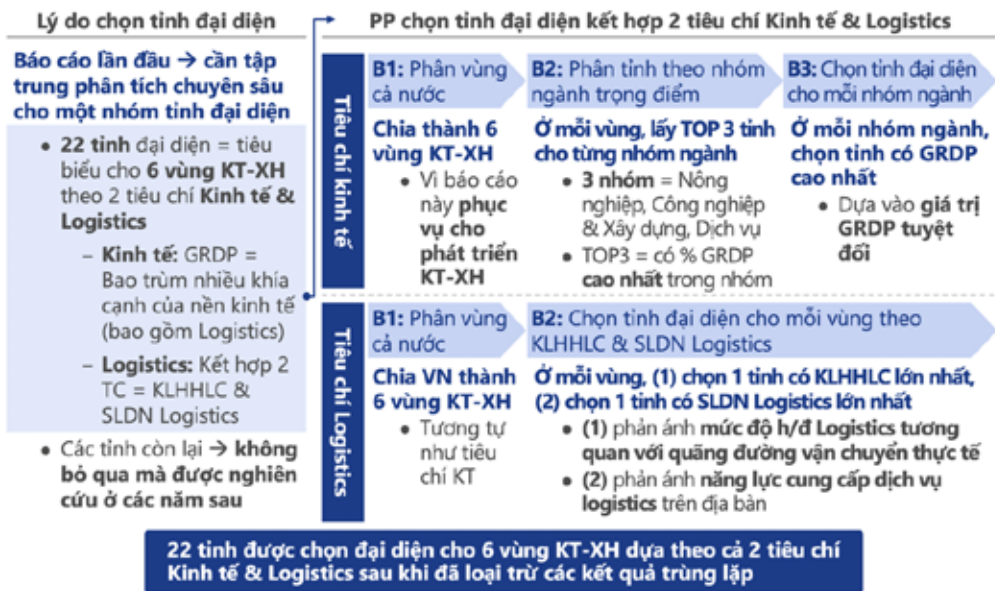 Lý do chọn tỉnh đại diện
Báo cáo lần đầu → cần tập
trung phân tích chuyên sâu
cho một nhóm tỉnh đại diện
• 22 tỉnh đại diện = tiêu
biểu cho 6 vùng KT-XH
theo 2 tiêu chí Kinh tế &
Logistics
– Kinh tế: GRDP =
Bao trùm nhiều khía
cạnh của nền kinh tế
(bao gồm Logistics)
– Logistics: Kết hợp 2
TC = KLHHLC &
SLDN Logistics
• Các tỉnh còn lại → không
bỏ qua mà được nghiên
cứu ở các năm sau
PP chọn tỉnh đại diện kết hợp 2 tiêu chí Kinh tế & Logistics
Tiêu chí kinh tế
B1: Phân vùng
cả nước
Chia thành 6
vùng KT-XH
• Vì báo cáo
này phục
vụ cho
phát triển
KT-XH
B2: Phân tỉnh theo nhóm
ngành trọng điểm
Ở mỗi vùng, lấy TOP 3 tỉnh
cho từng nhóm ngành
• 3 nhóm = Nông
nghiệp, Công nghiệp
& Xây dựng, Dịch vụ
• TOP3 = có % GRDP
cao nhất trong nhóm
B3: Chọn tỉnh đại diện
cho mỗi nhóm ngành
Ở mỗi nhóm ngành,
chọn tỉnh có GRDP
cao nhất
• Dựa vào giá trị
GRDP tuyệt
đối
Tiêu chí Logistics
B1: Phân vùng
cả nước
Chia VN thành
6 vùng KT-XH
• Tương tự
như tiêu
chí KT
B2: Chọn tỉnh đại diện cho mỗi vùng theo
KLHHLC & SLDN Logistics
Ở mỗi vùng, (1) chọn 1 tỉnh có KLHHLC lớn nhất,
(2) chọn 1 tỉnh có SLDN Logistics lớn nhất
• (1) phản ánh mức độ h/đ Logistics tương
quan với quãng đường vận chuyển thực tế
• (2) phản ánh năng lực cung cấp dịch vụ
logistics trên địa bàn
22 tỉnh được chọn đại diện cho 6 vùng KT-XH dựa theo cả 2 tiêu chí
Kinh tế & Logistics sau khi đã loại trừ các kết quả trùng lặp